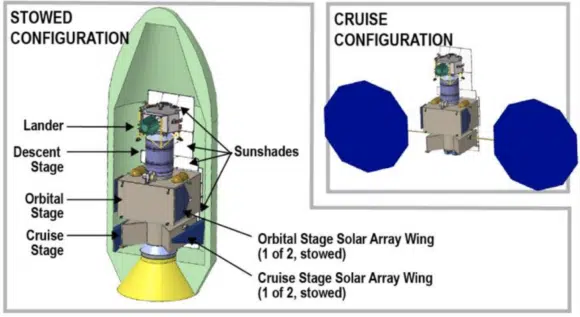 STOWED
CONFIGURATION
Lander
Descent
Stage
Orbital
Stage
Cruise
Stage
Sunshades
Orbital Stage Solar Array Wing
(1 of 2, stowed)
Cruise Stage Solar Array Wing
(1 of 2, stowed)
CRUISE
CONFIGURATION